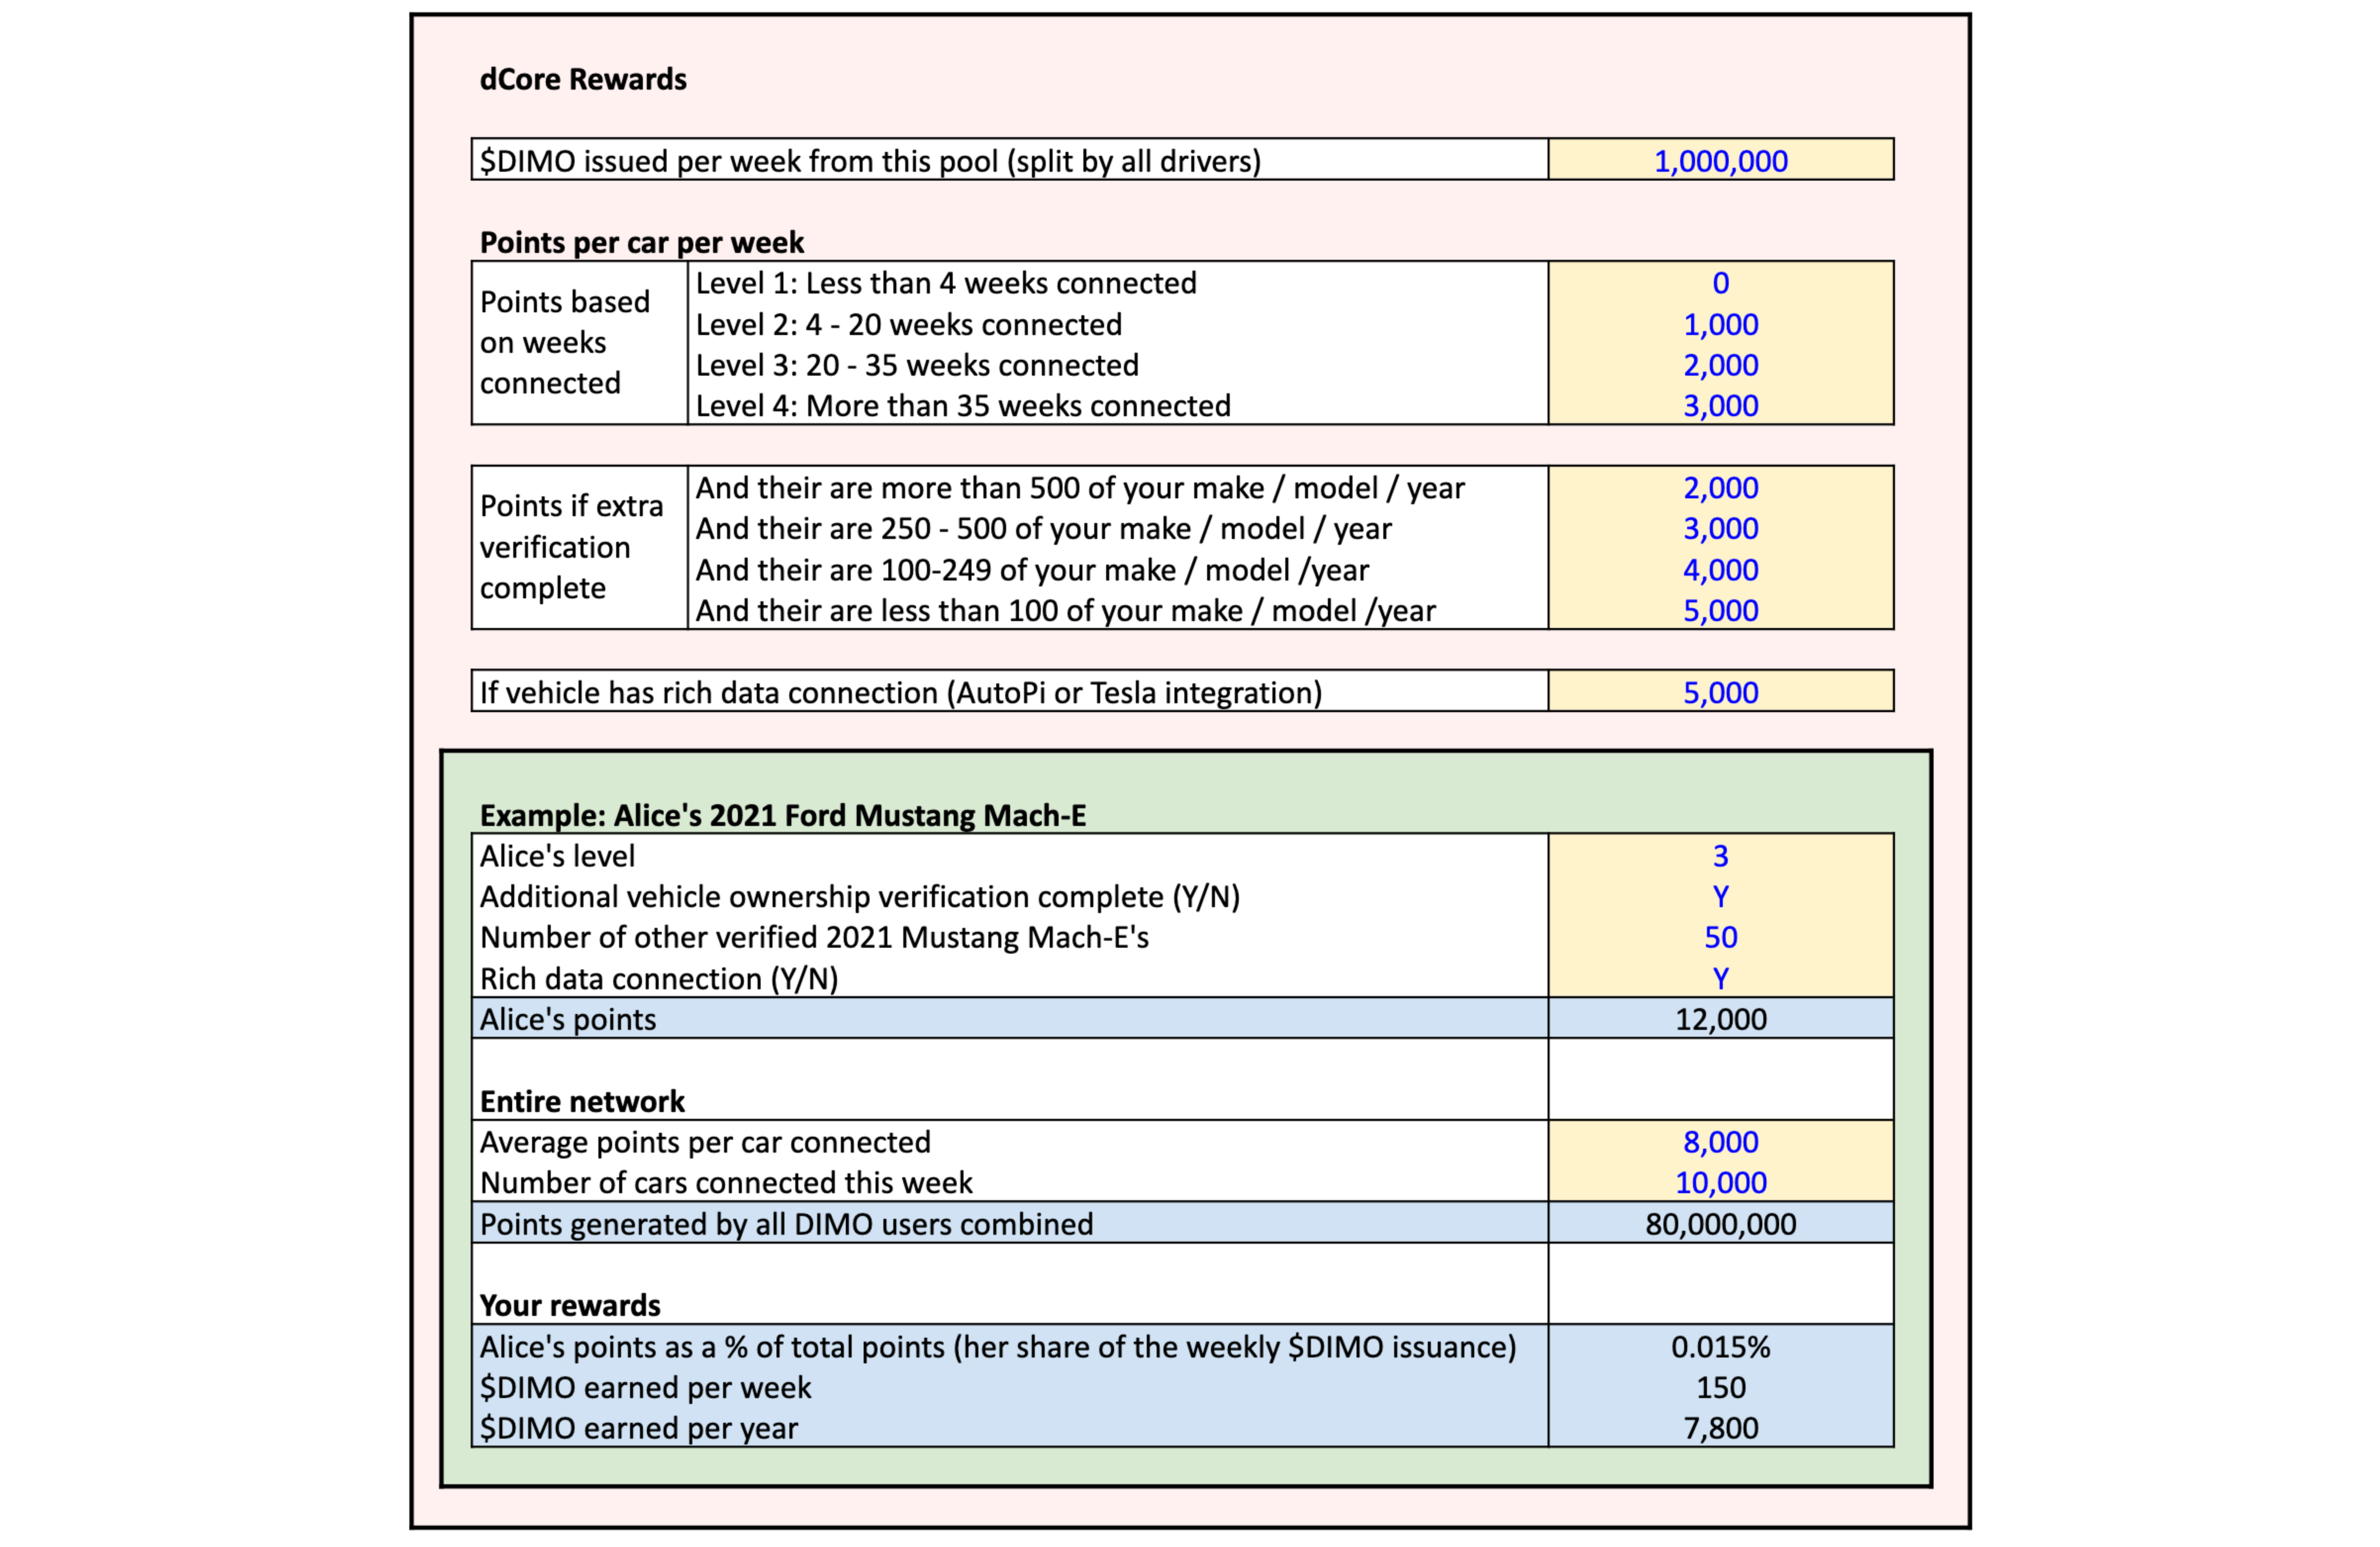 dCore Rewards
$DIMO issued per week from this pool (split by all drivers) 1,000,000
Points per car per week
Points based on weeks connected
Level 1: Less than 4 weeks connected 0
Level 2: 4 - 20 weeks connected 1,000
Level 3: 20 - 35 weeks connected 2,000
Level 4: More than 35 weeks connected 3,000
Points if extra verification complete
And their are more than 500 of your make / model / year 2,000
And their are 250 - 500 of your make / model / year 3,000
And their are 100-249 of your make / model /year 4,000
And their are less than 100 of your make / model /year 5,000
If vehicle has rich data connection (AutoPi or Tesla integration) 5,000
Example: Alice's 2021 Ford Mustang Mach-E
Alice's level 3
Additional vehicle ownership verification complete (Y/N) Y
Number of other verified 2021 Mustang Mach-E's 50
Rich data connection (Y/N) Y
Alice's points 12,000
Entire network
Average points per car connected 8,000
Number of cars connected this week 10,000
Points generated by all DIMO users combined 80,000,000
Your rewards
Alice's points as a % of total points (her share of the weekly $DIMO issuance) 0.015%
$DIMO earned per week 150
$DIMO earned per year 7,800